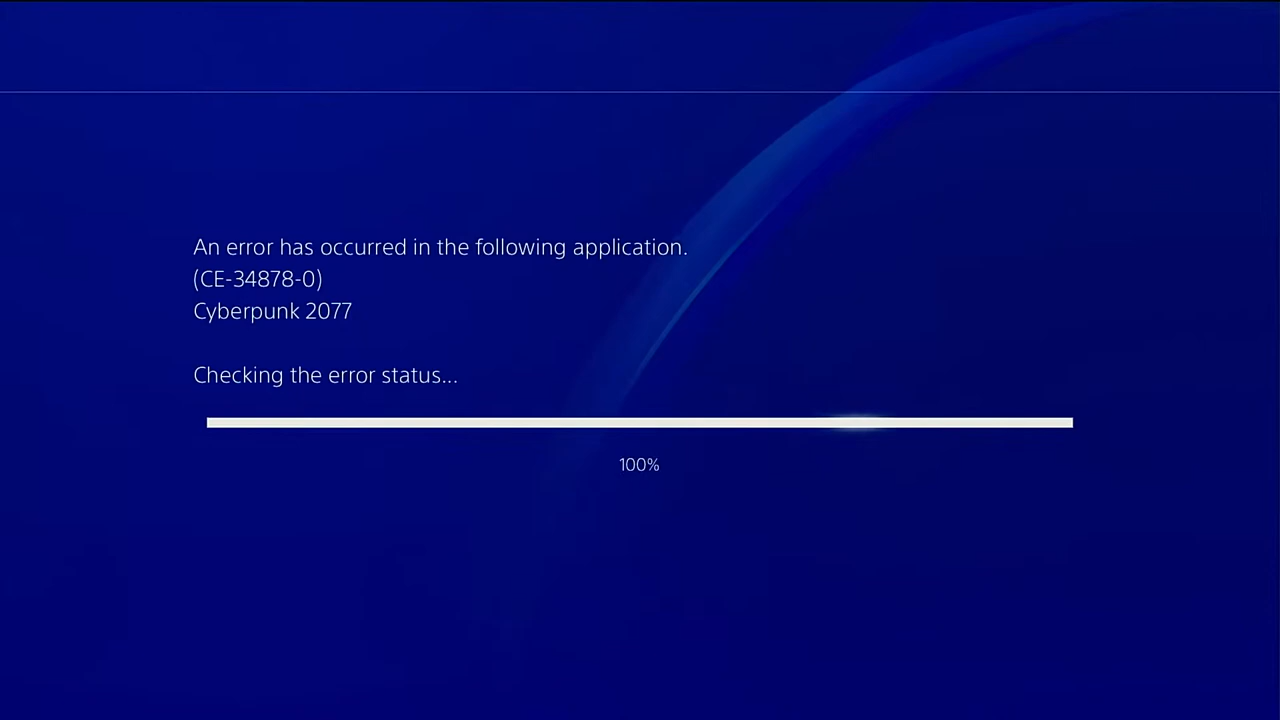 An error has occurred in the following application.
(CE-34878-0)
Cyberpunk 2077
Checking the error status...
100%